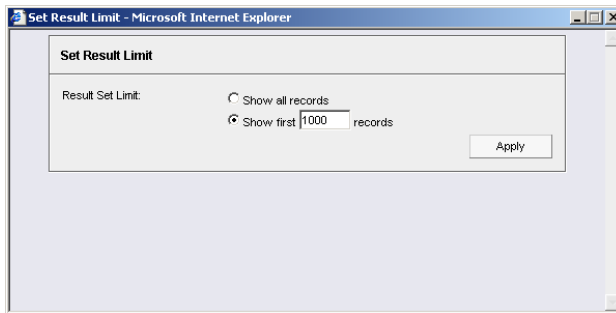 Set Result Limit - Microsoft Internet Explorer
Set Result Limit
Result Set Limit:
Show all records
Show first 1000 records
Apply